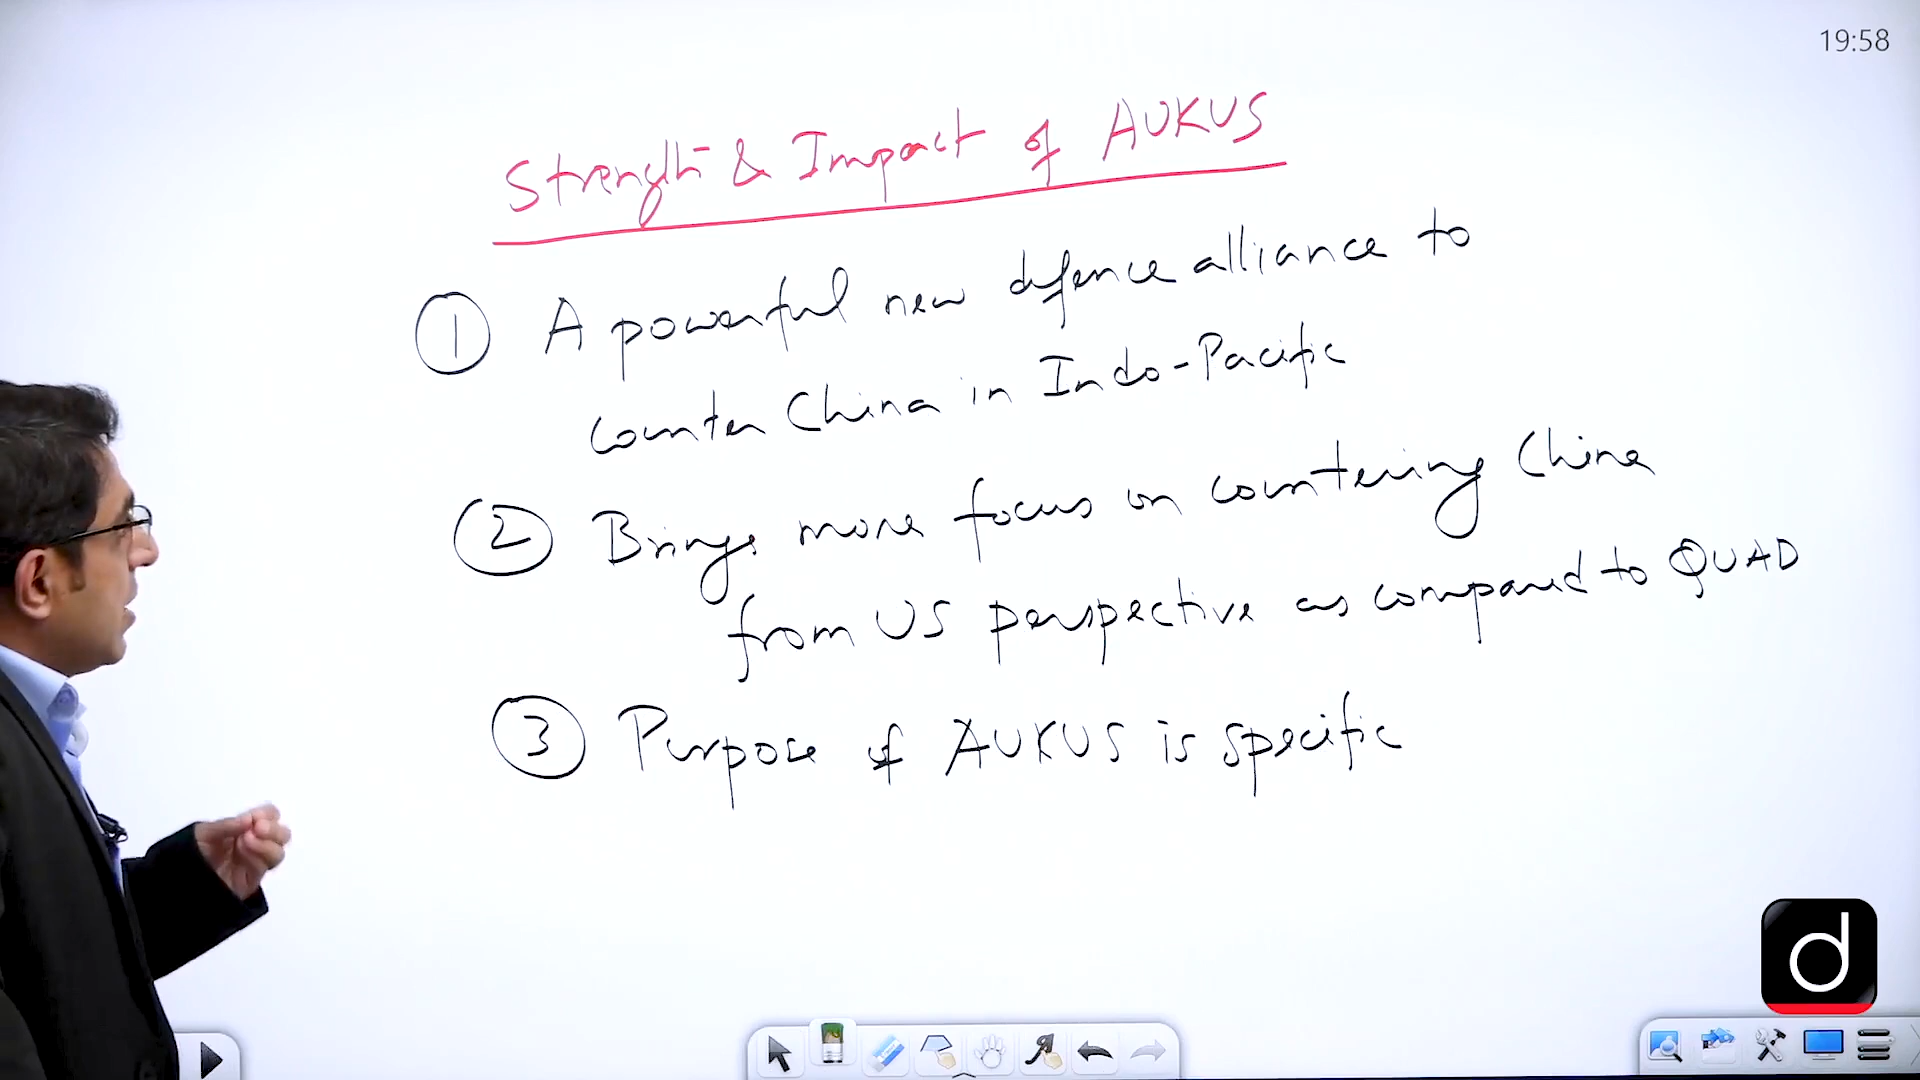 19:58
Strength & Impact of AUKUS
① A powerful new defence alliance to
counter China in Indo-Pacific
② Brings more focus on countering China
from US perspective as compared to QUAD
③ Purpose of AUKUS is specific
d